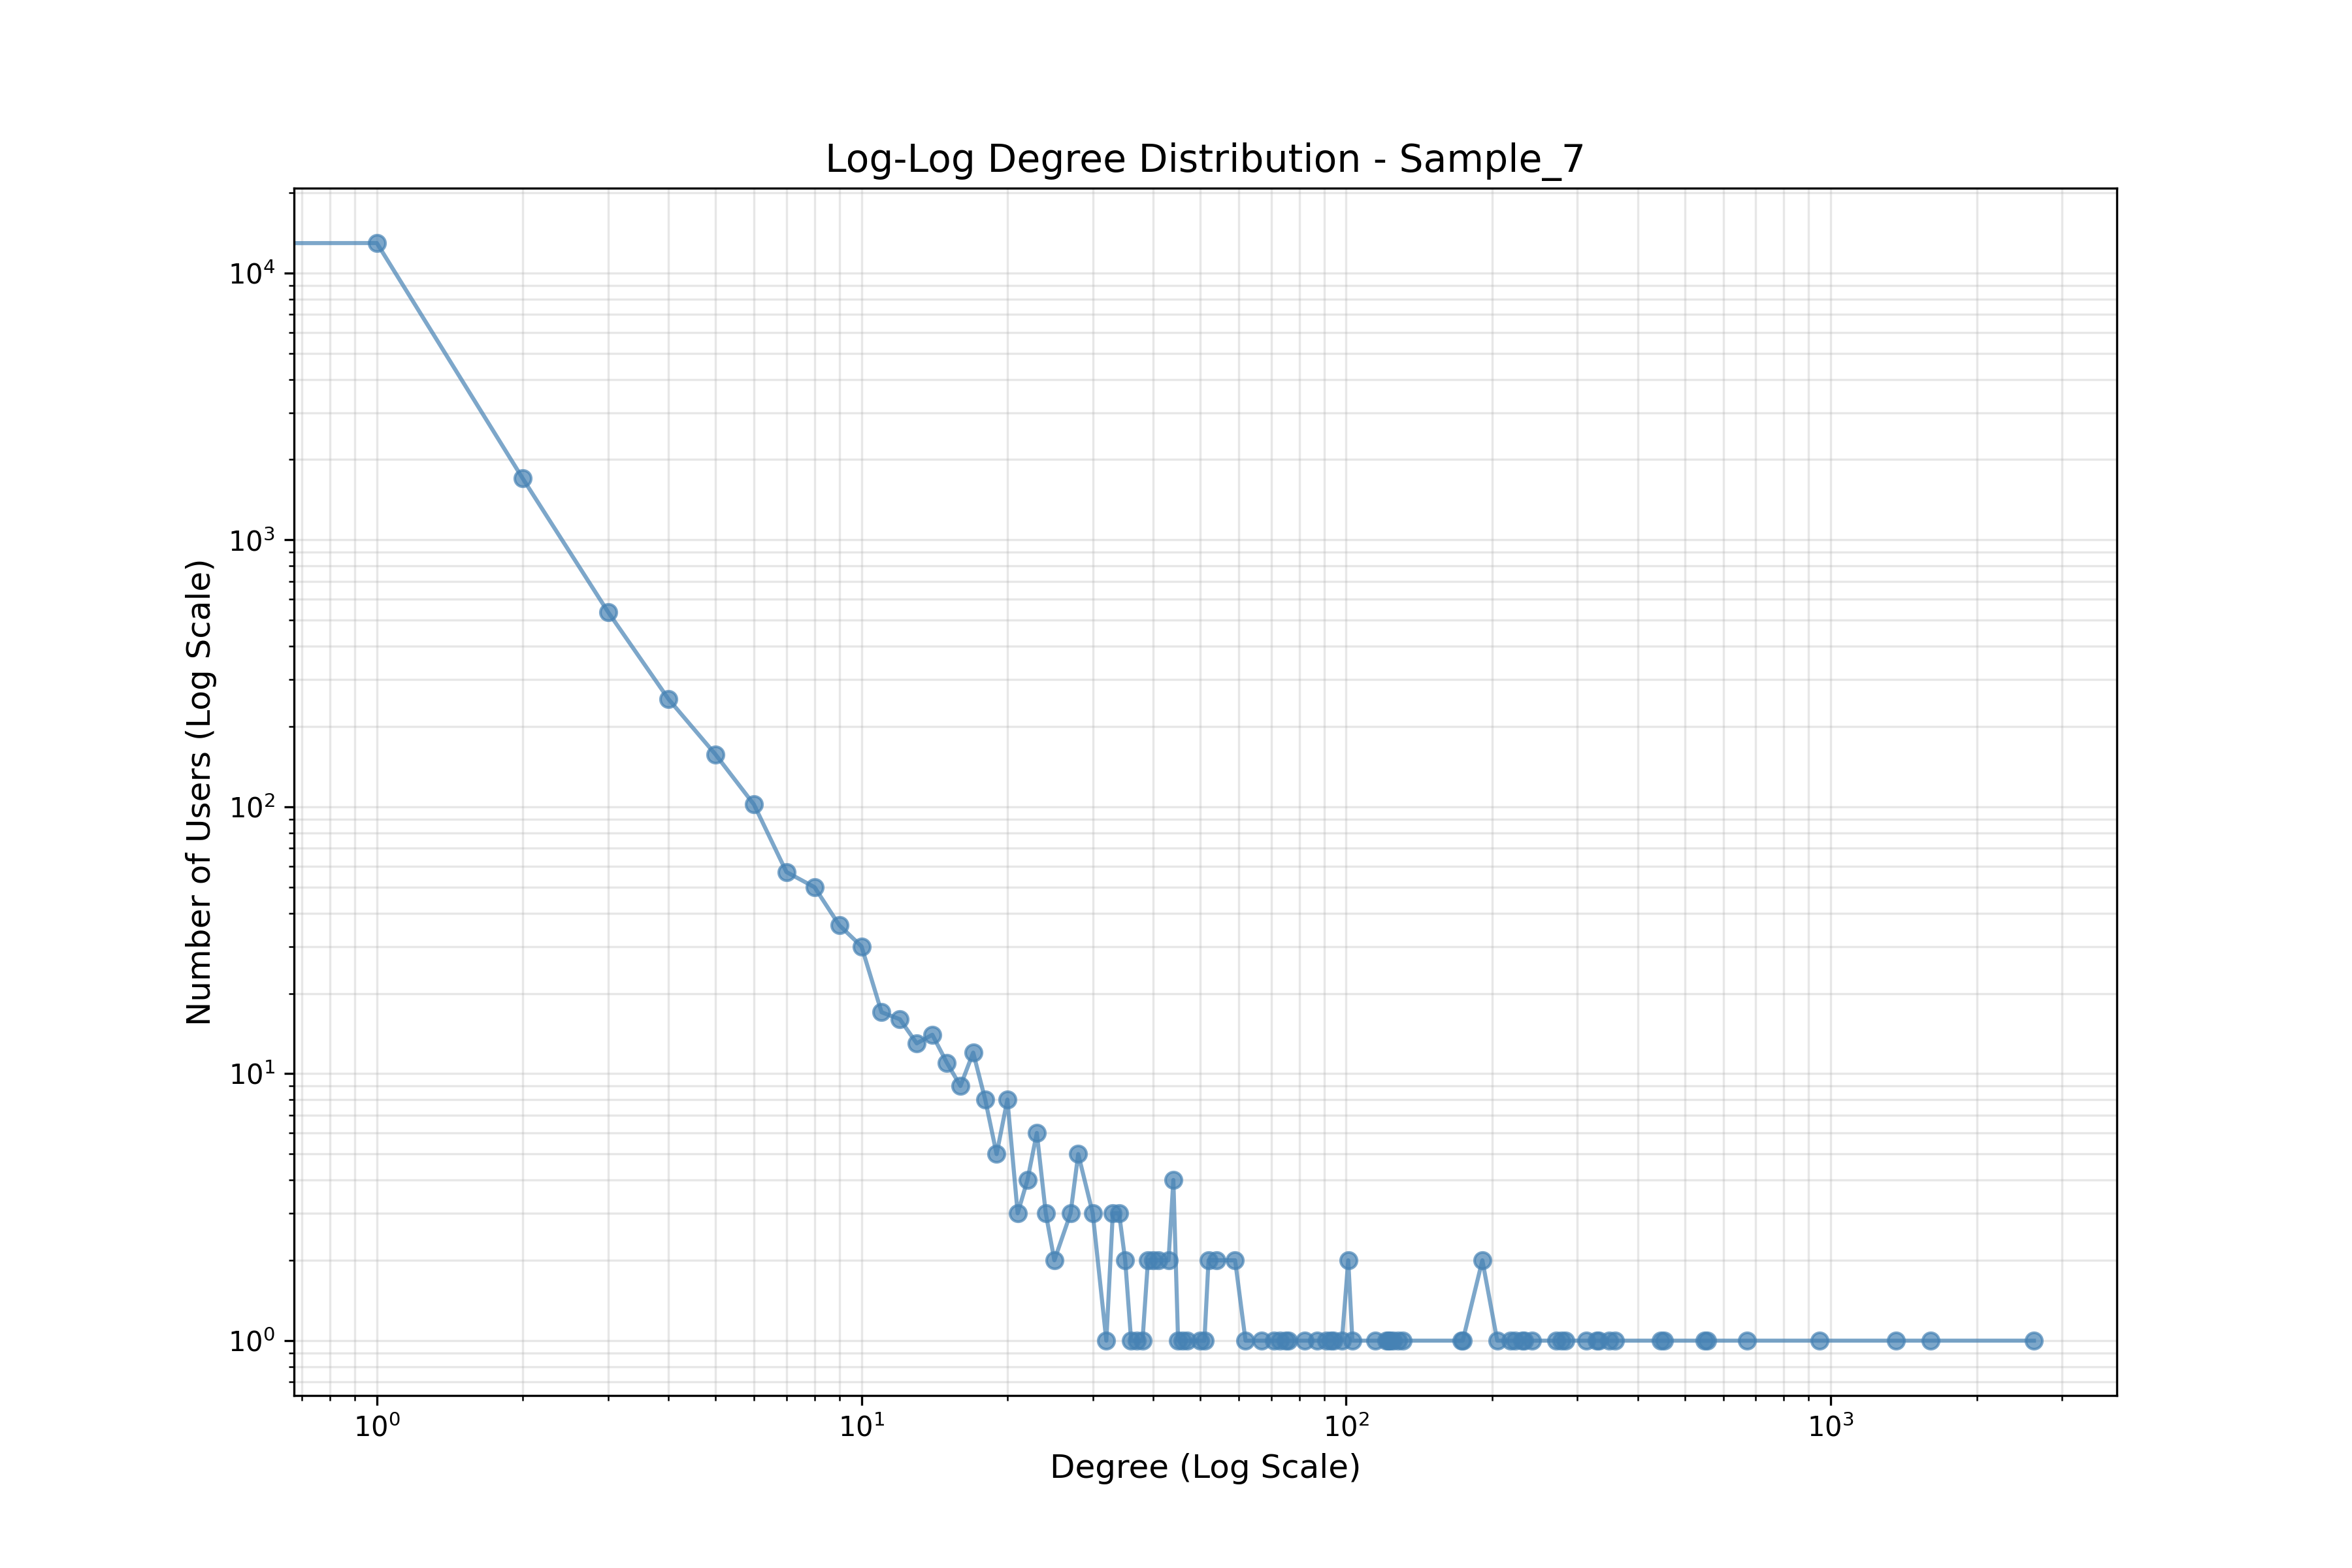 Log-Log Degree Distribution - Sample_7
Number of Users (Log Scale)
10⁴
10³
10²
10¹
10⁰
10⁰ 10¹ 10² 10³
Degree (Log Scale)